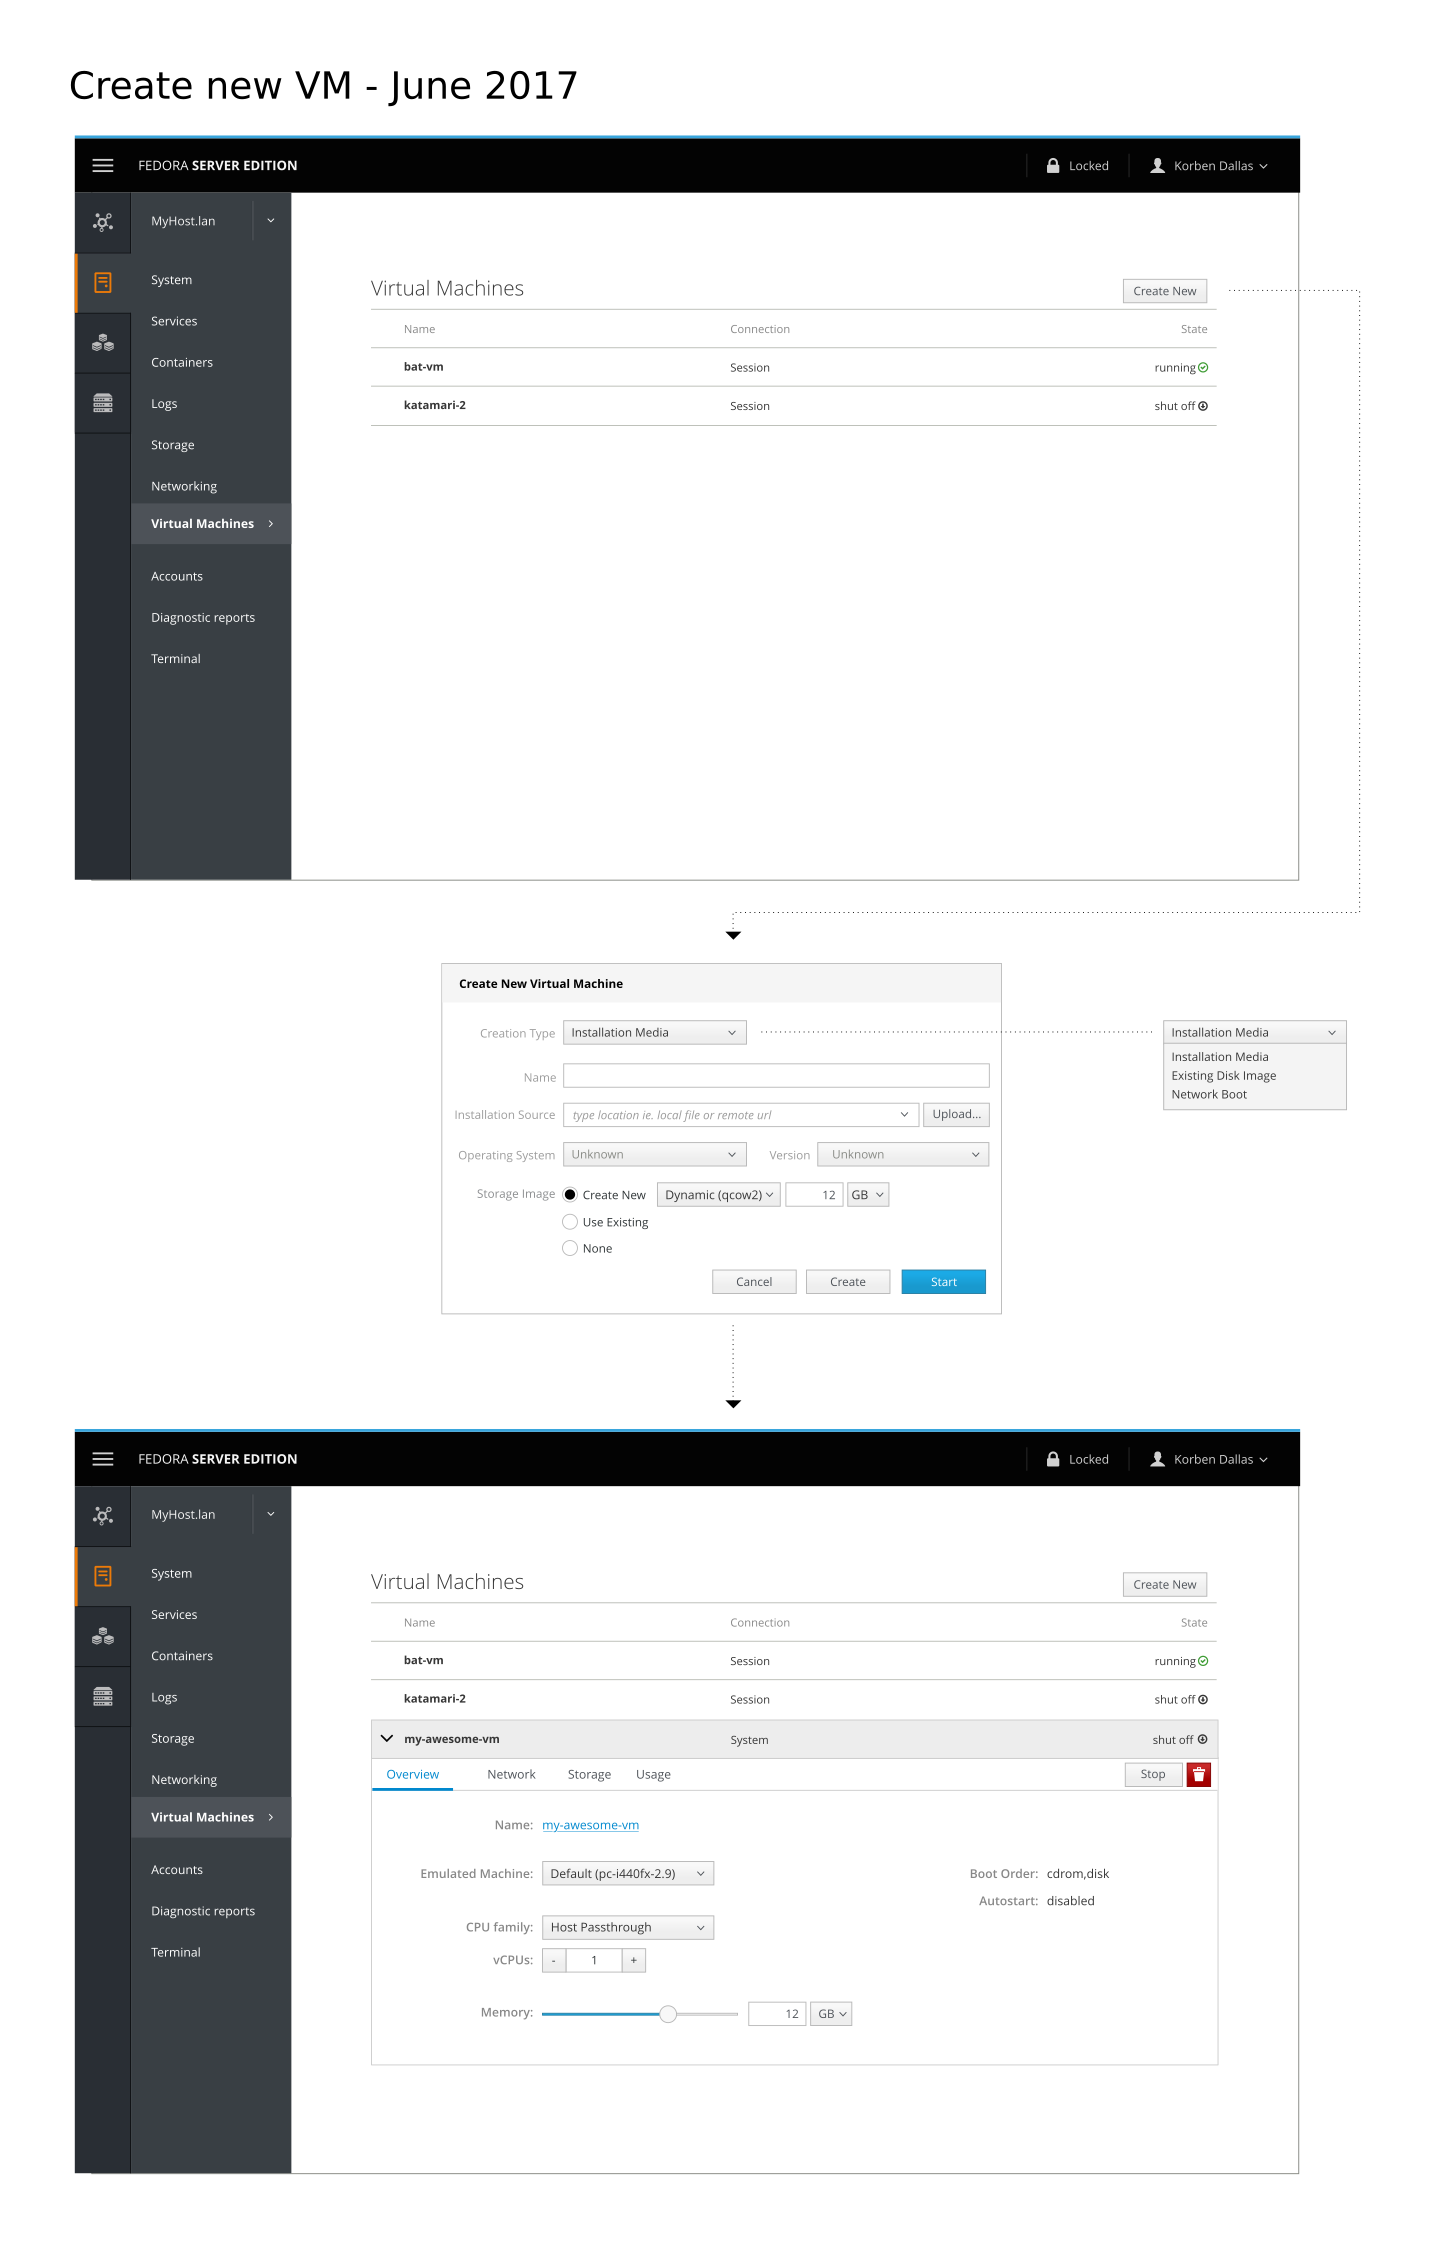 Create new VM - June 2017
FEDORA SERVER EDITION
Locked
Korben Dallas
MyHost.lan
System
Services
Containers
Logs
Storage
Networking
Virtual Machines
Accounts
Diagnostic reports
Terminal
Virtual Machines
Create New
Name Connection State
bat-vm Session running
katamari-2 Session shut off
Create New Virtual Machine
Creation Type Installation Media
Name
Installation Source type location ie. local file or remote url Upload...
Operating System Unknown Version Unknown
Storage Image Create New Dynamic (qcow2) 12 GB
Use Existing
None
Cancel Create Start
Installation Media
Installation Media
Existing Disk Image
Network Boot
FEDORA SERVER EDITION
Locked
Korben Dallas
MyHost.lan
System
Services
Containers
Logs
Storage
Networking
Virtual Machines
Accounts
Diagnostic reports
Terminal
Virtual Machines
Create New
Name Connection State
bat-vm Session running
katamari-2 Session shut off
my-awesome-vm System shut off
Overview Network Storage Usage Stop
Name: my-awesome-vm
Emulated Machine: Default (pc-i440fx-2.9)
Boot Order: cdrom,disk
Autostart: disabled
CPU family: Host Passthrough
vCPUs: - 1 +
Memory: 12 GB